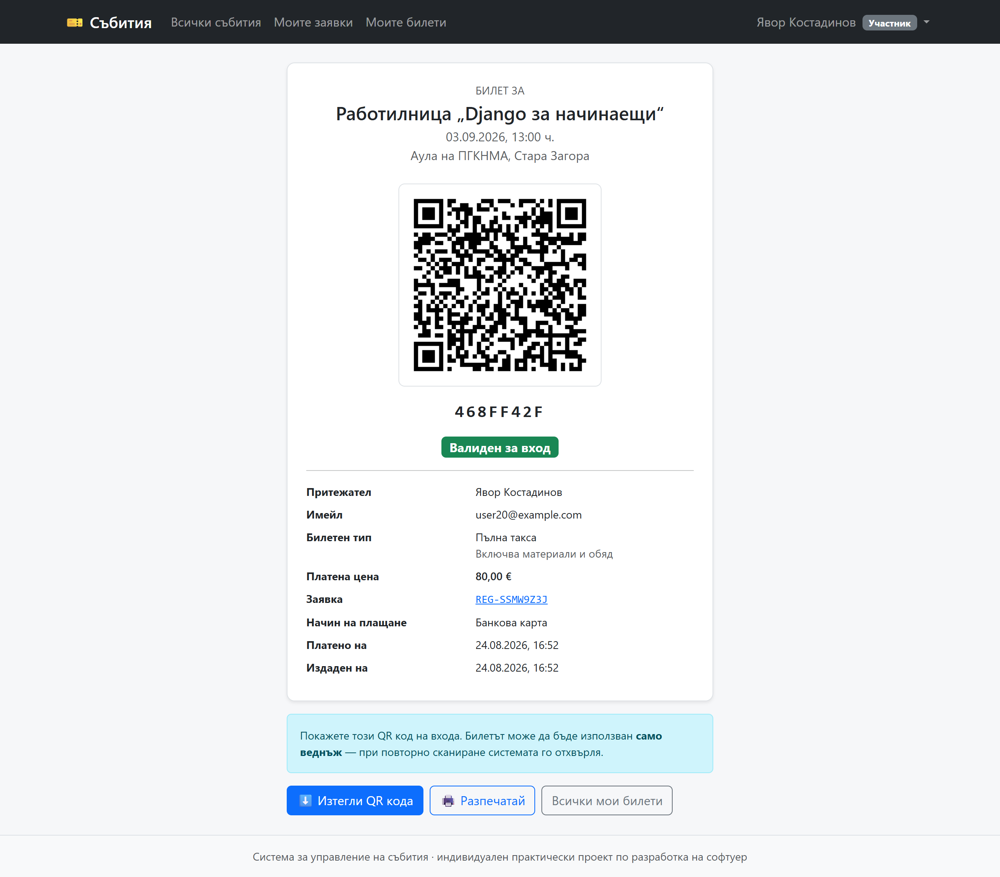 Събития Всички събития Моите заявки Моите билети Явор Костадинов Участник
БИЛЕТ ЗА
Работилница „Django за начинаещи“
03.09.2026, 13:00 ч.
Аула на ПГКНМА, Стара Загора
468FF42F
Валиден за вход
Притежател Явор Костадинов
Имейл user20@example.com
Билетен тип Пълна такса
Включва материали и обяд
Платена цена 80,00 €
Заявка REG-SSMW9Z3J
Начин на плащане Банкова карта
Платено на 24.08.2026, 16:52
Издаден на 24.08.2026, 16:52
Покажете този QR код на входа. Билетът може да бъде използван само
веднъж — при повторно сканиране системата го отхвърля.
Изтегли QR кода Разпечатай Всички мои билети
Система за управление на събития · индивидуален практически проект по разработка на софтуер